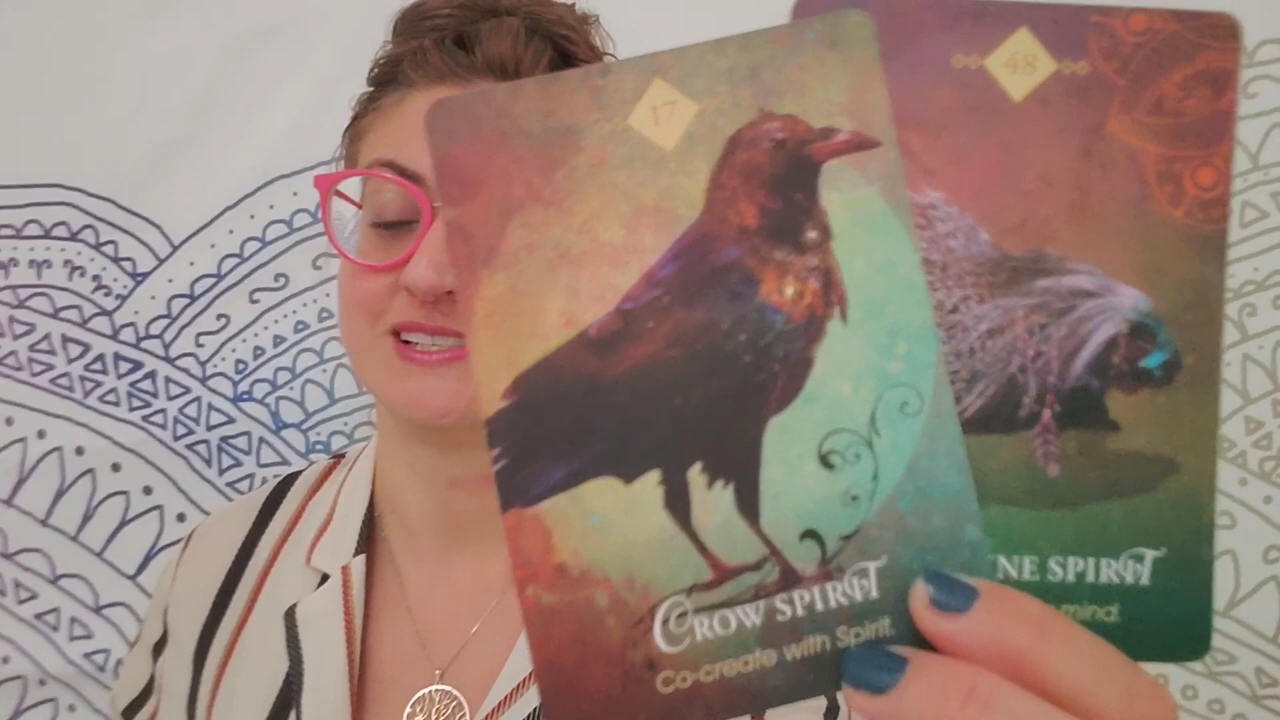 17
CROW SPIRIT
Co-create with Spirit.
48
NE SPIRIT
mind.